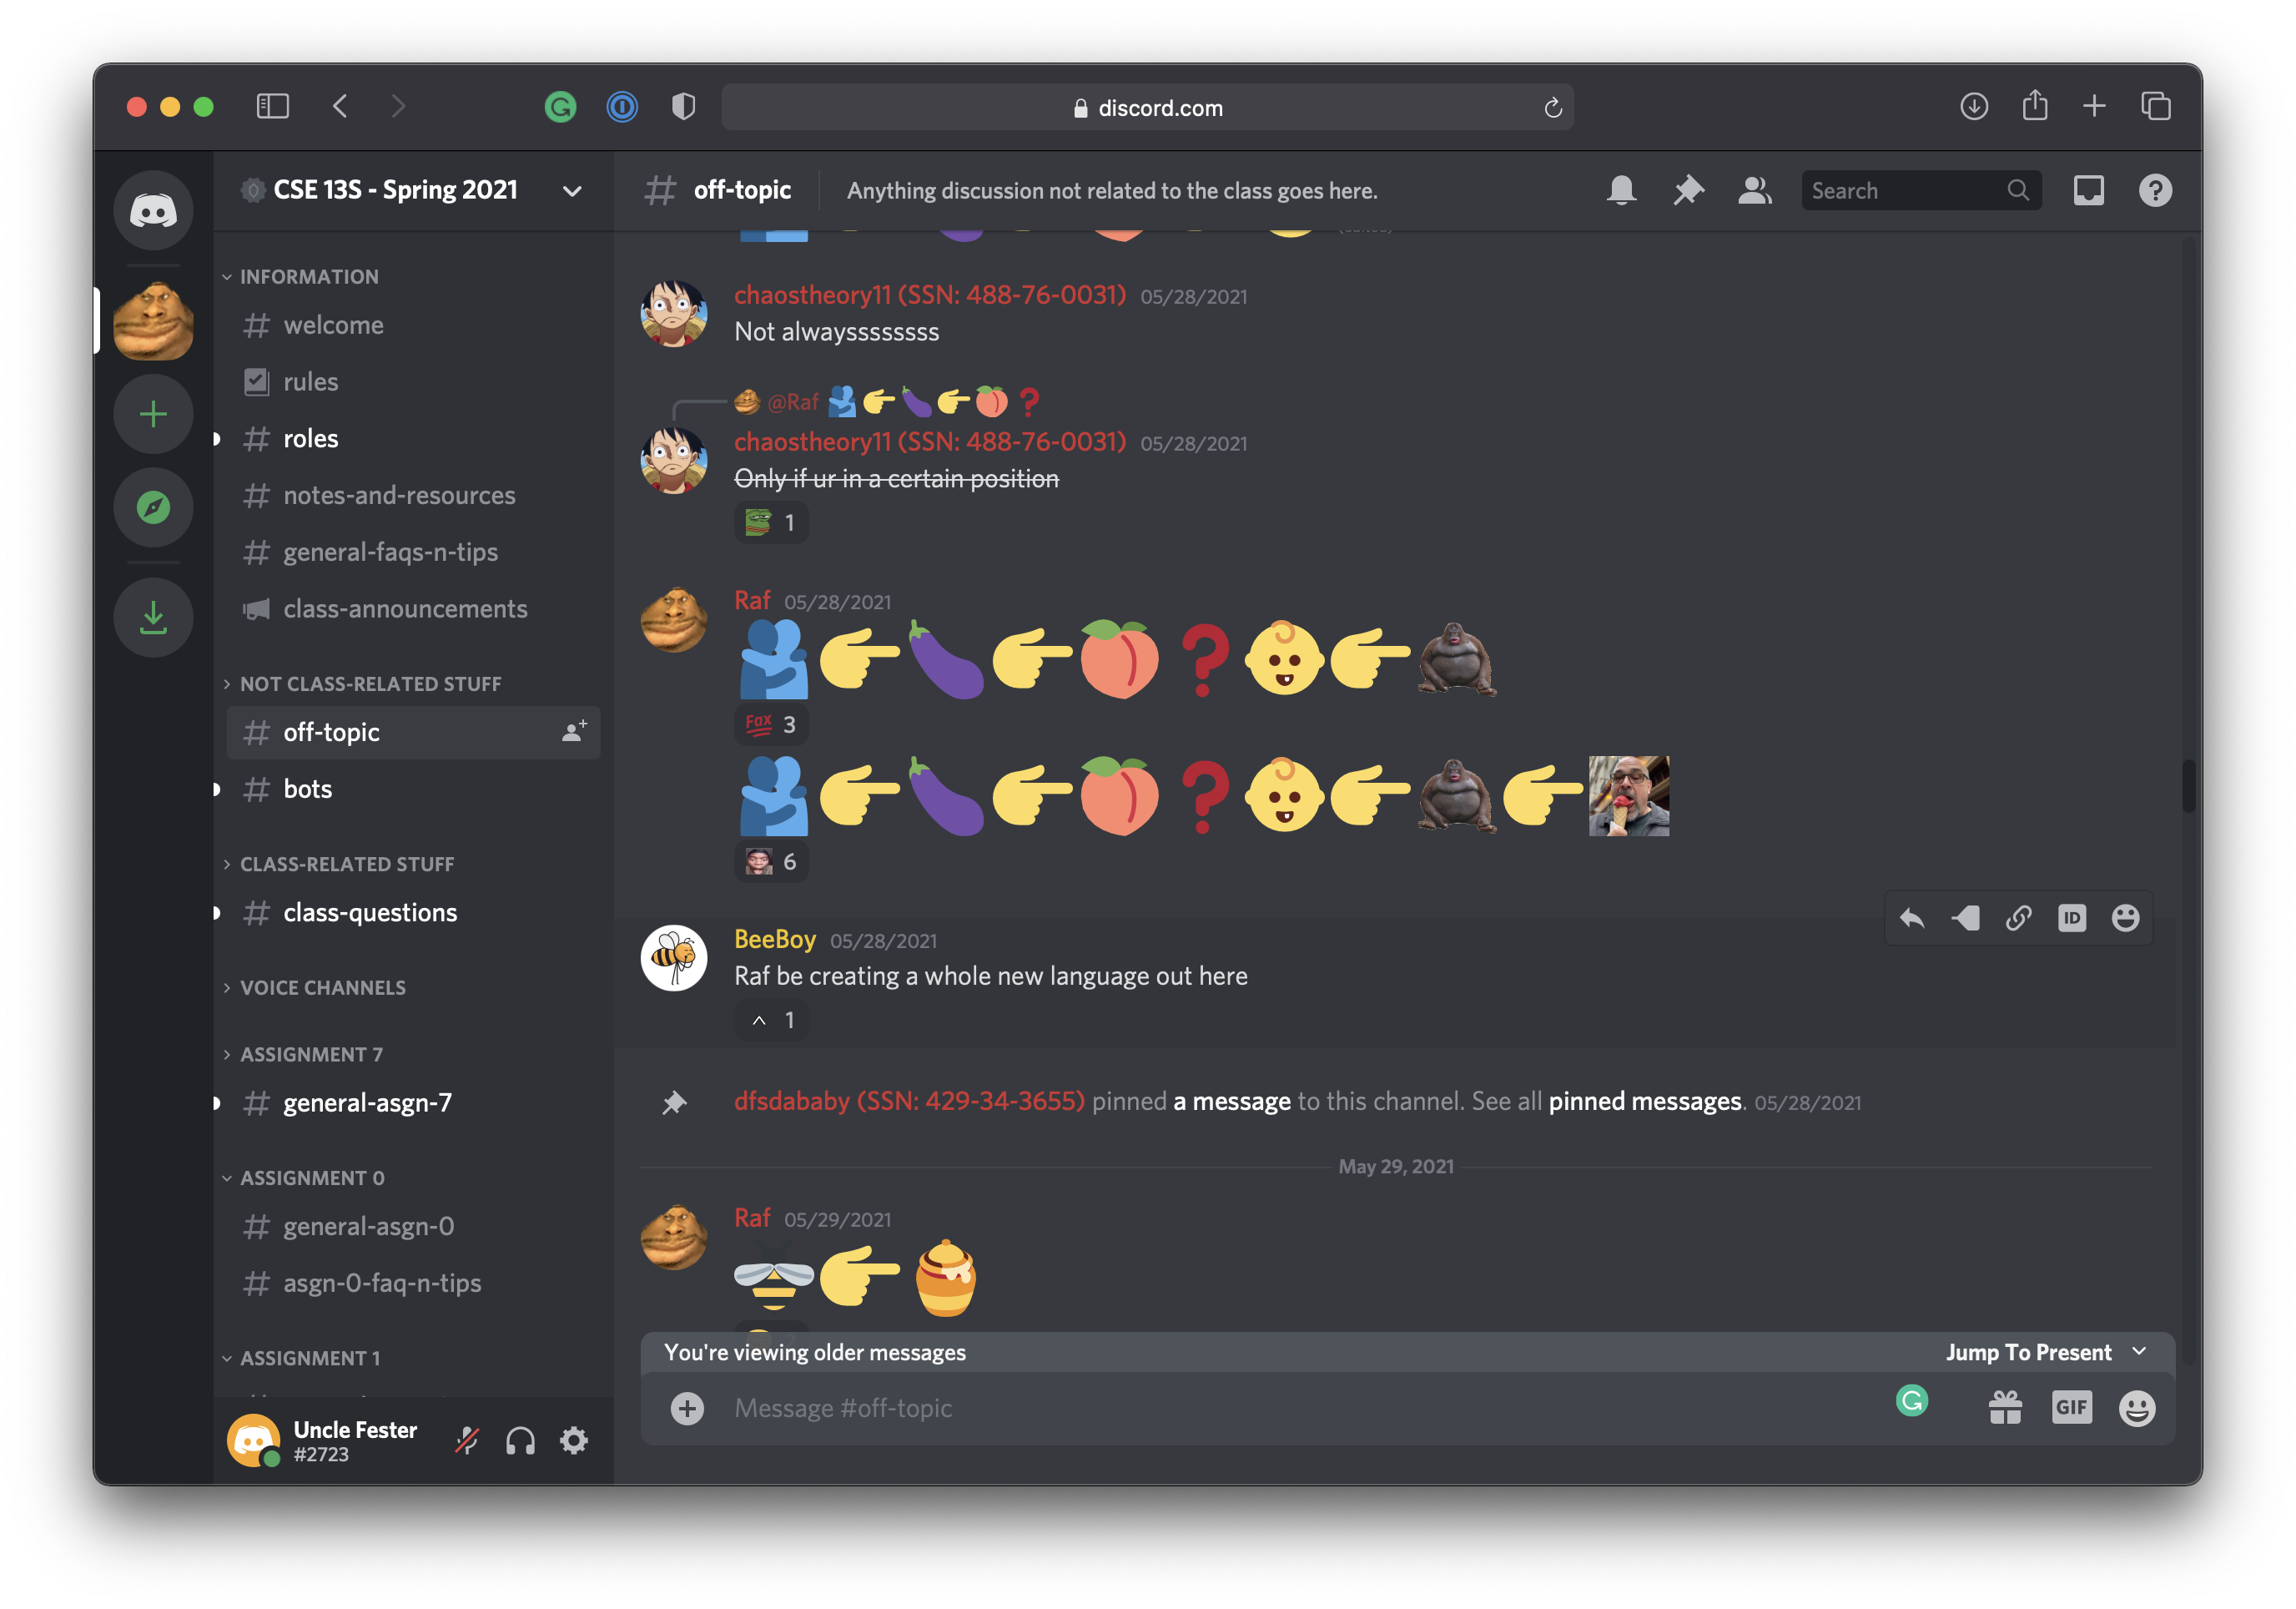 discord.com
CSE 13S - Spring 2021
off-topic
Anything discussion not related to the class goes here.
Search
INFORMATION
welcome
rules
roles
notes-and-resources
general-faqs-n-tips
class-announcements
NOT CLASS-RELATED STUFF
off-topic
bots
CLASS-RELATED STUFF
class-questions
VOICE CHANNELS
ASSIGNMENT 7
general-asgn-7
ASSIGNMENT 0
general-asgn-0
asgn-0-faq-n-tips
ASSIGNMENT 1
Uncle Fester
#2723
chaostheory11 (SSN: 488-76-0031) 05/28/2021
Not alwayssssssss
@Raf
chaostheory11 (SSN: 488-76-0031) 05/28/2021
Only if ur in a certain position
1
Raf 05/28/2021
Fax 3
6
BeeBoy 05/28/2021
Raf be creating a whole new language out here
1
ID
dfsdababy (SSN: 429-34-3655) pinned a message to this channel. See all pinned messages. 05/28/2021
May 29, 2021
Raf 05/29/2021
You're viewing older messages
Jump To Present
Message #off-topic
GIF